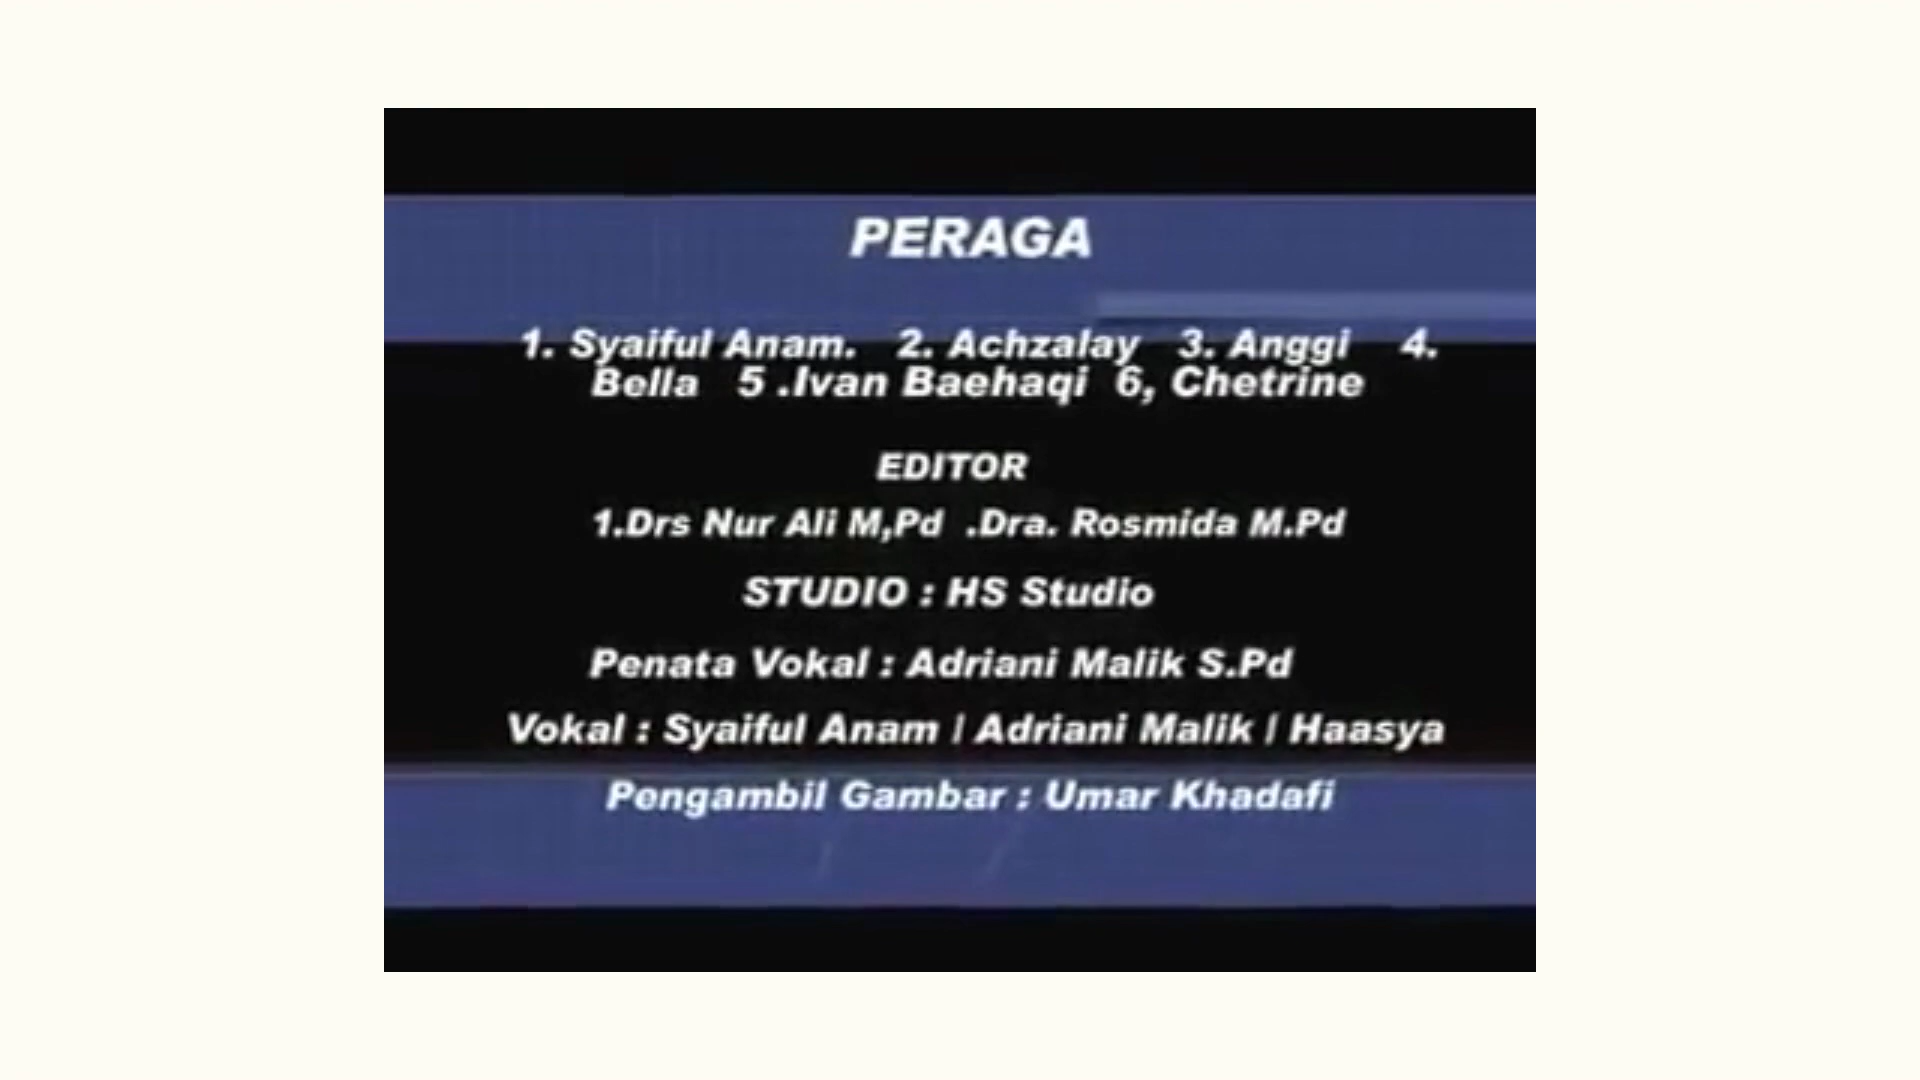 PERAGA
1. Syaiful Anam. 2. Achzalay 3. Anggi 4.
Bella 5 .Ivan Baehaqi 6, Chetrine
EDITOR
1.Drs Nur Ali M,Pd .Dra. Rosmida M.Pd
STUDIO : HS Studio
Penata Vokal : Adriani Malik S.Pd
Vokal : Syaiful Anam / Adriani Malik / Haasya
Pengambil Gambar : Umar Khadafi